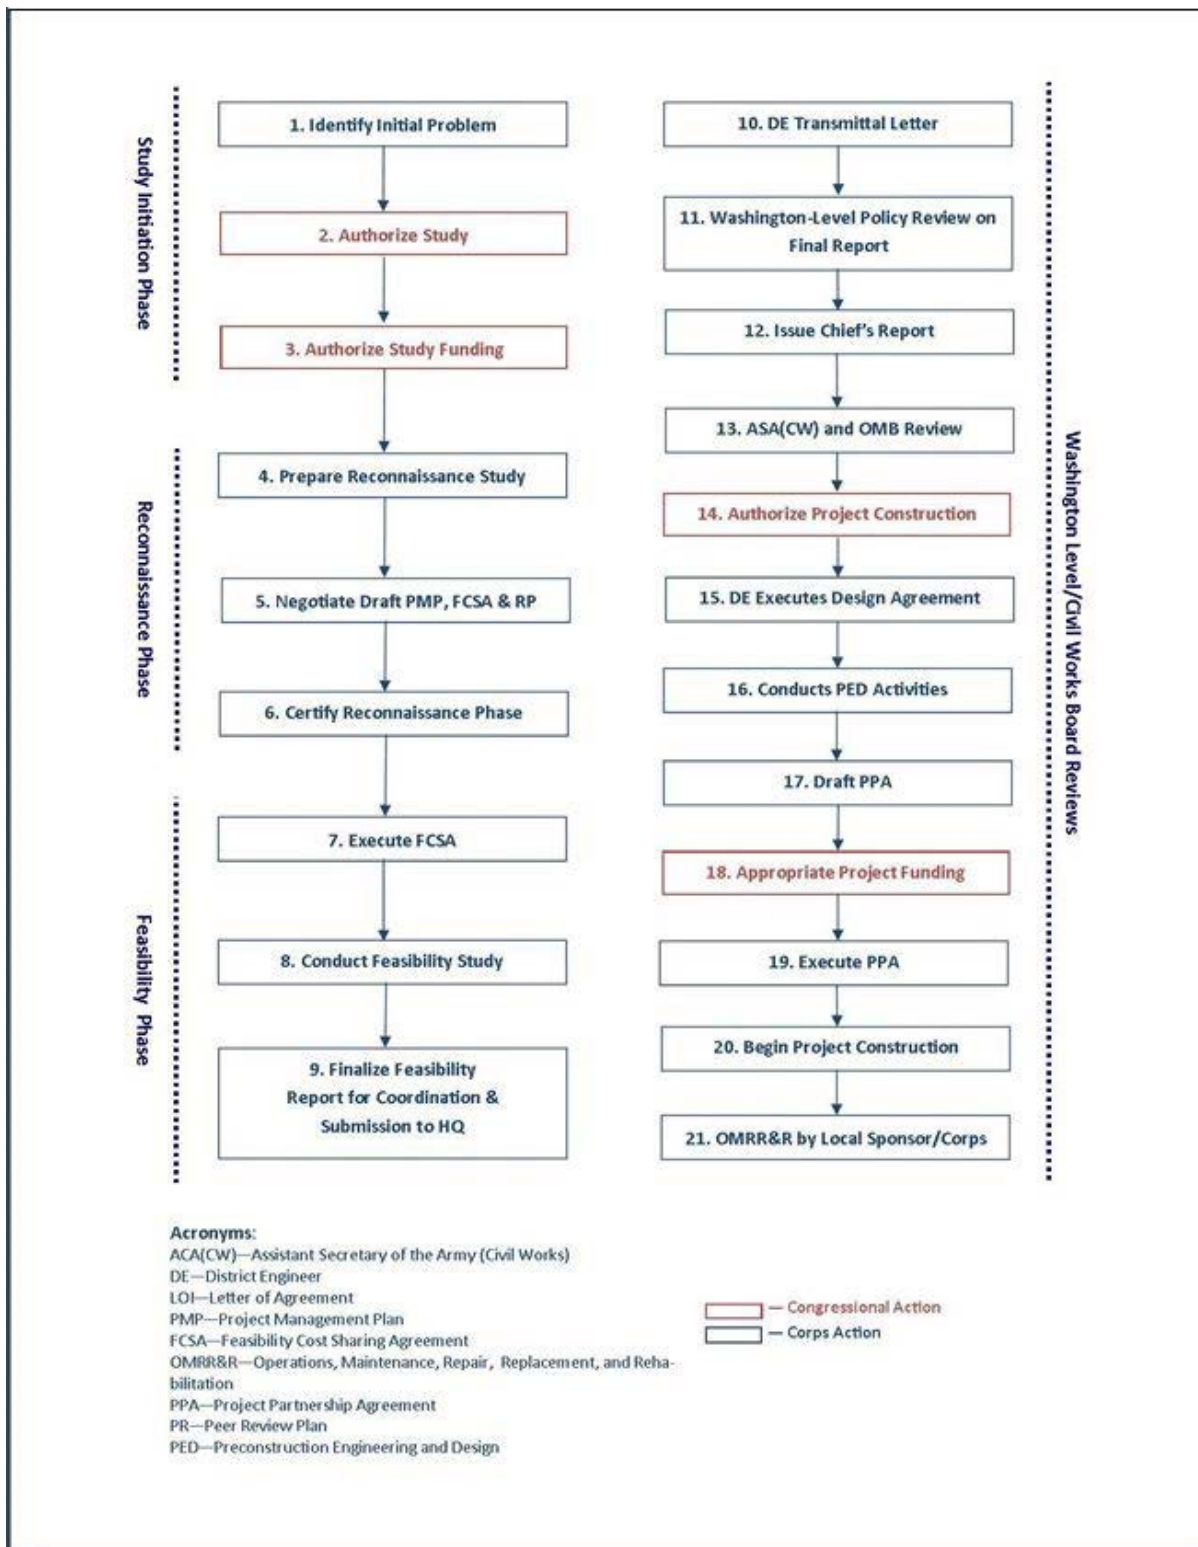 Study Initiation Phase
1. Identify Initial Problem
2. Authorize Study
3. Authorize Study Funding
Reconnaissance Phase
4. Prepare Reconnaissance Study
5. Negotiate Draft PMP, FCSA & RP
6. Certify Reconnaissance Phase
Feasibility Phase
7. Execute FCSA
8. Conduct Feasibility Study
9. Finalize Feasibility
Report for Coordination &
Submission to HQ
10. DE Transmittal Letter
11. Washington-Level Policy Review on
Final Report
12. Issue Chief's Report
13. ASA(CW) and OMB Review
14. Authorize Project Construction
15. DE Executes Design Agreement
16. Conducts PED Activities
17. Draft PPA
18. Appropriate Project Funding
19. Execute PPA
20. Begin Project Construction
21. OMRR&R by Local Sponsor/Corps
Washington Level/Civil Works Board Reviews
Acronyms:
ACA(CW)—Assistant Secretary of the Army (Civil Works)
DE—District Engineer
LOI—Letter of Agreement
PMP—Project Management Plan
FCSA—Feasibility Cost Sharing Agreement
OMRR&R—Operations, Maintenance, Repair, Replacement, and Reha-
bilitation
PPA—Project Partnership Agreement
PR—Peer Review Plan
PED—Preconstruction Engineering and Design
— Congressional Action
— Corps Action